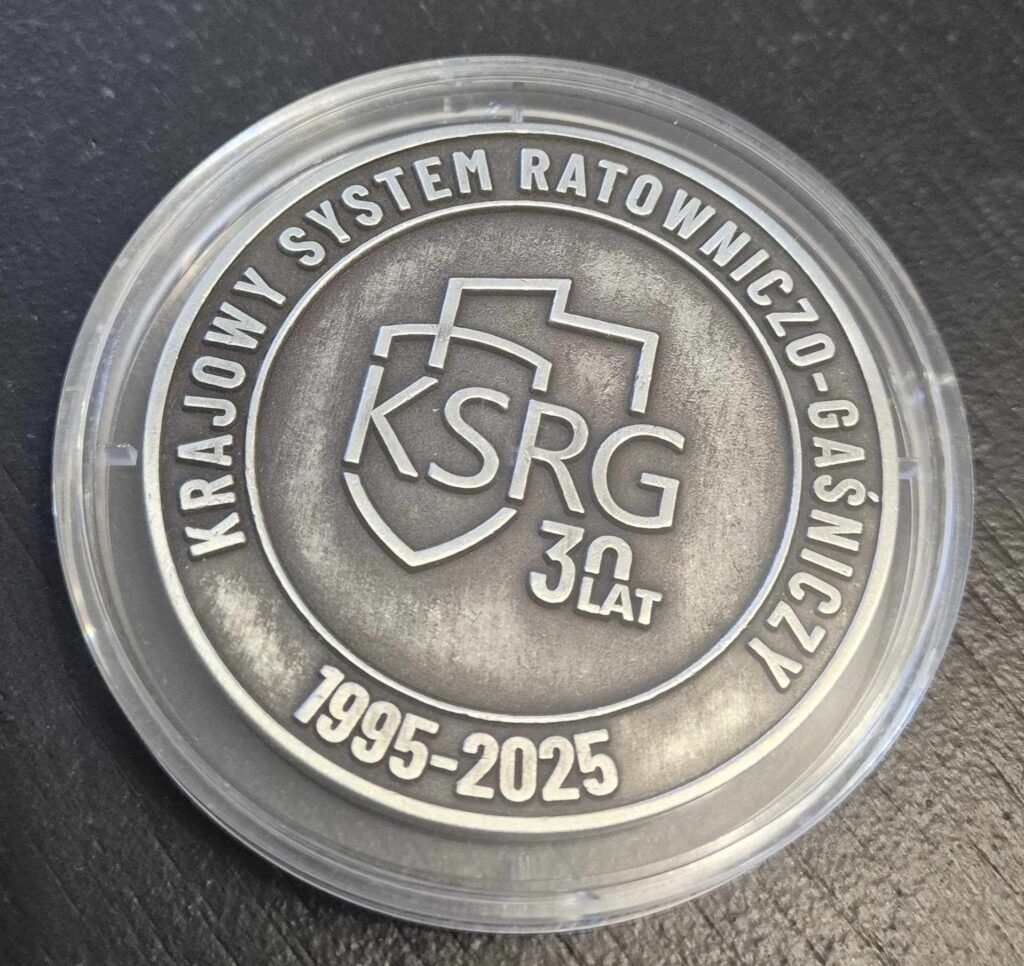 KRAJOWY SYSTEM RATOWNICZO-GAŚNICZY
KSRG
30
LAT
1995-2025